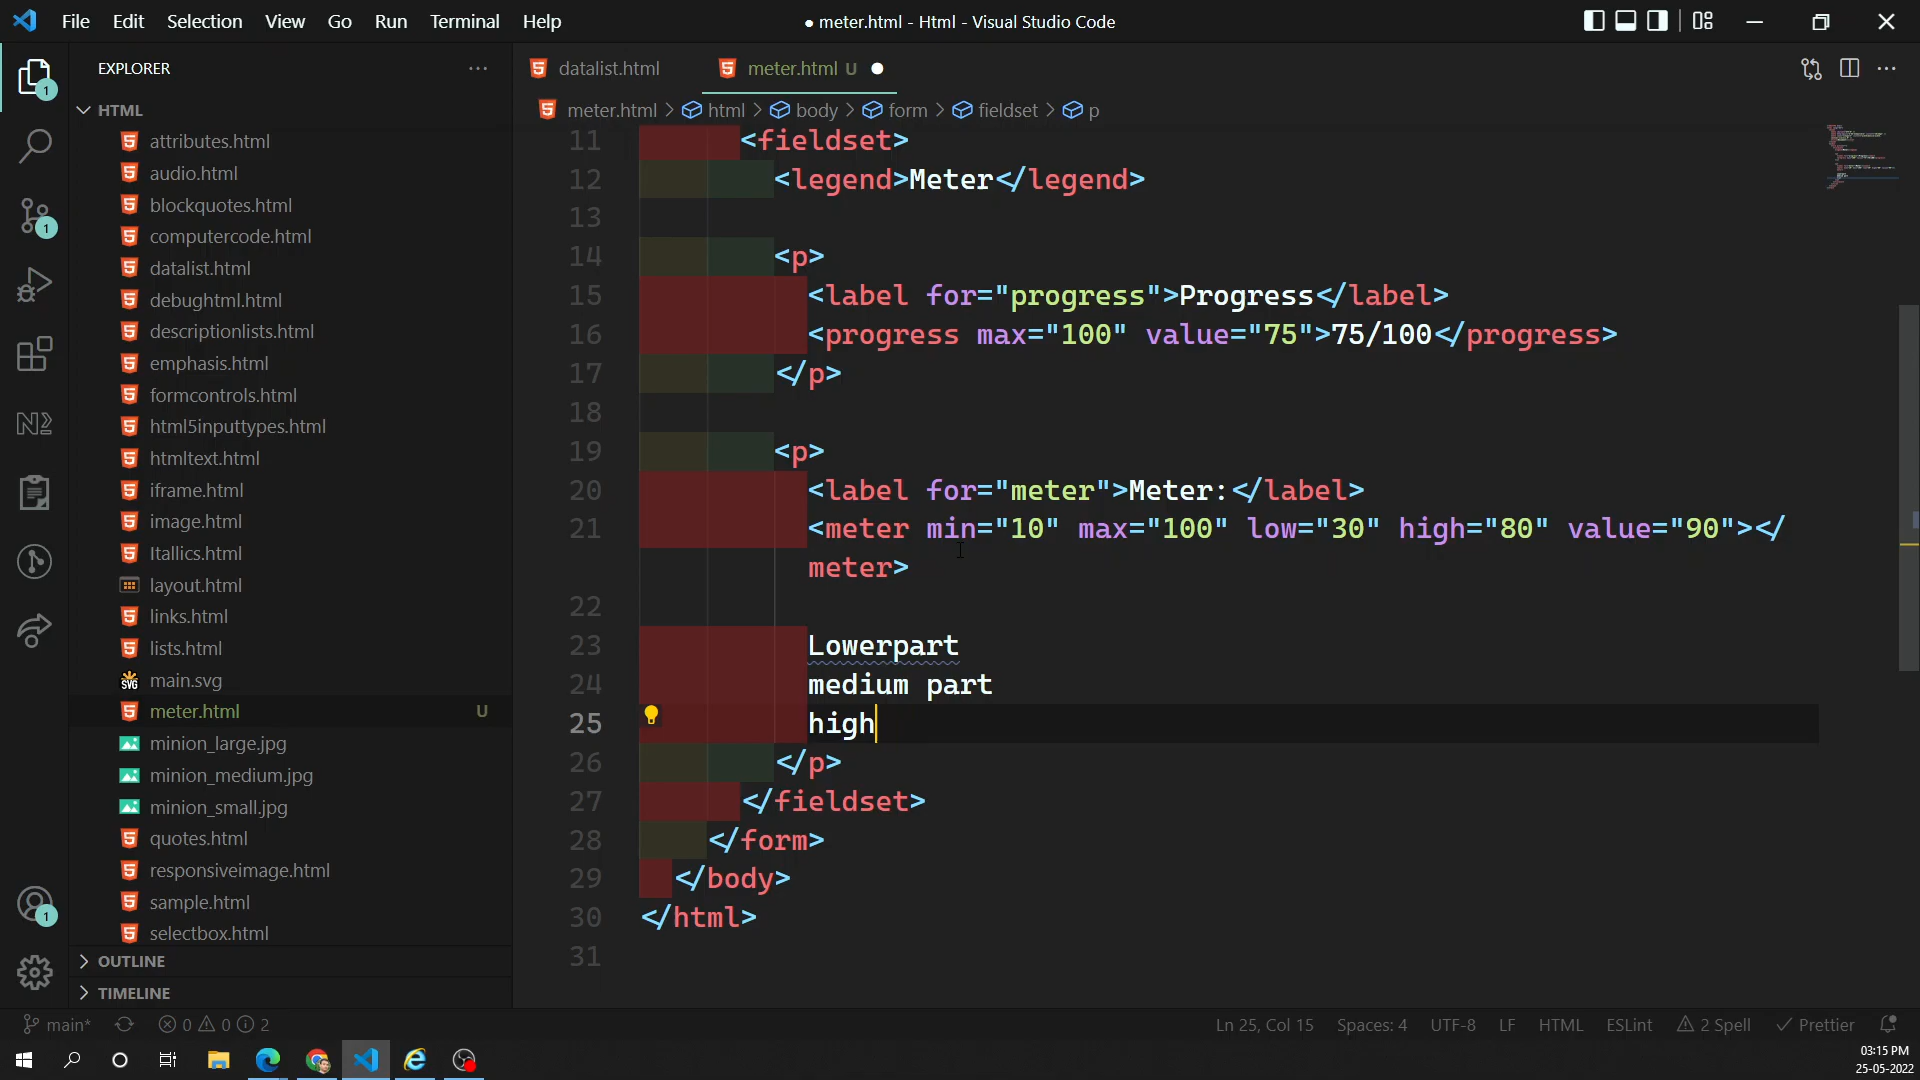 File Edit Selection View Go Run Terminal Help
● meter.html - Html - Visual Studio Code
EXPLORER
HTML
attributes.html
audio.html
blockquotes.html
computercode.html
datalist.html
debughtml.html
descriptionlists.html
emphasis.html
formcontrols.html
html5inputtypes.html
htmltext.html
iframe.html
image.html
Itallics.html
layout.html
links.html
lists.html
main.svg
meter.html U
minion_large.jpg
minion_medium.jpg
minion_small.jpg
quotes.html
responsiveimage.html
sample.html
selectbox.html
OUTLINE
TIMELINE
datalist.html meter.html U
meter.html > html > body > form > fieldset > p
11 <fieldset>
12 <legend>Meter</legend>
13
14 <p>
15 <label for="progress">Progress</label>
16 <progress max="100" value="75">75/100</progress>
17 </p>
18
19 <p>
20 <label for="meter">Meter:</label>
21 <meter min="10" max="100" low="30" high="80" value="90"></
meter>
22
23 Lowerpart
24 medium part
25 high
26 </p>
27 </fieldset>
28 </form>
29 </body>
30 </html>
31
main* 0 0 2 Ln 25, Col 15 Spaces: 4 UTF-8 LF HTML ESLint 2 Spell Prettier
03:15 PM
25-05-2022